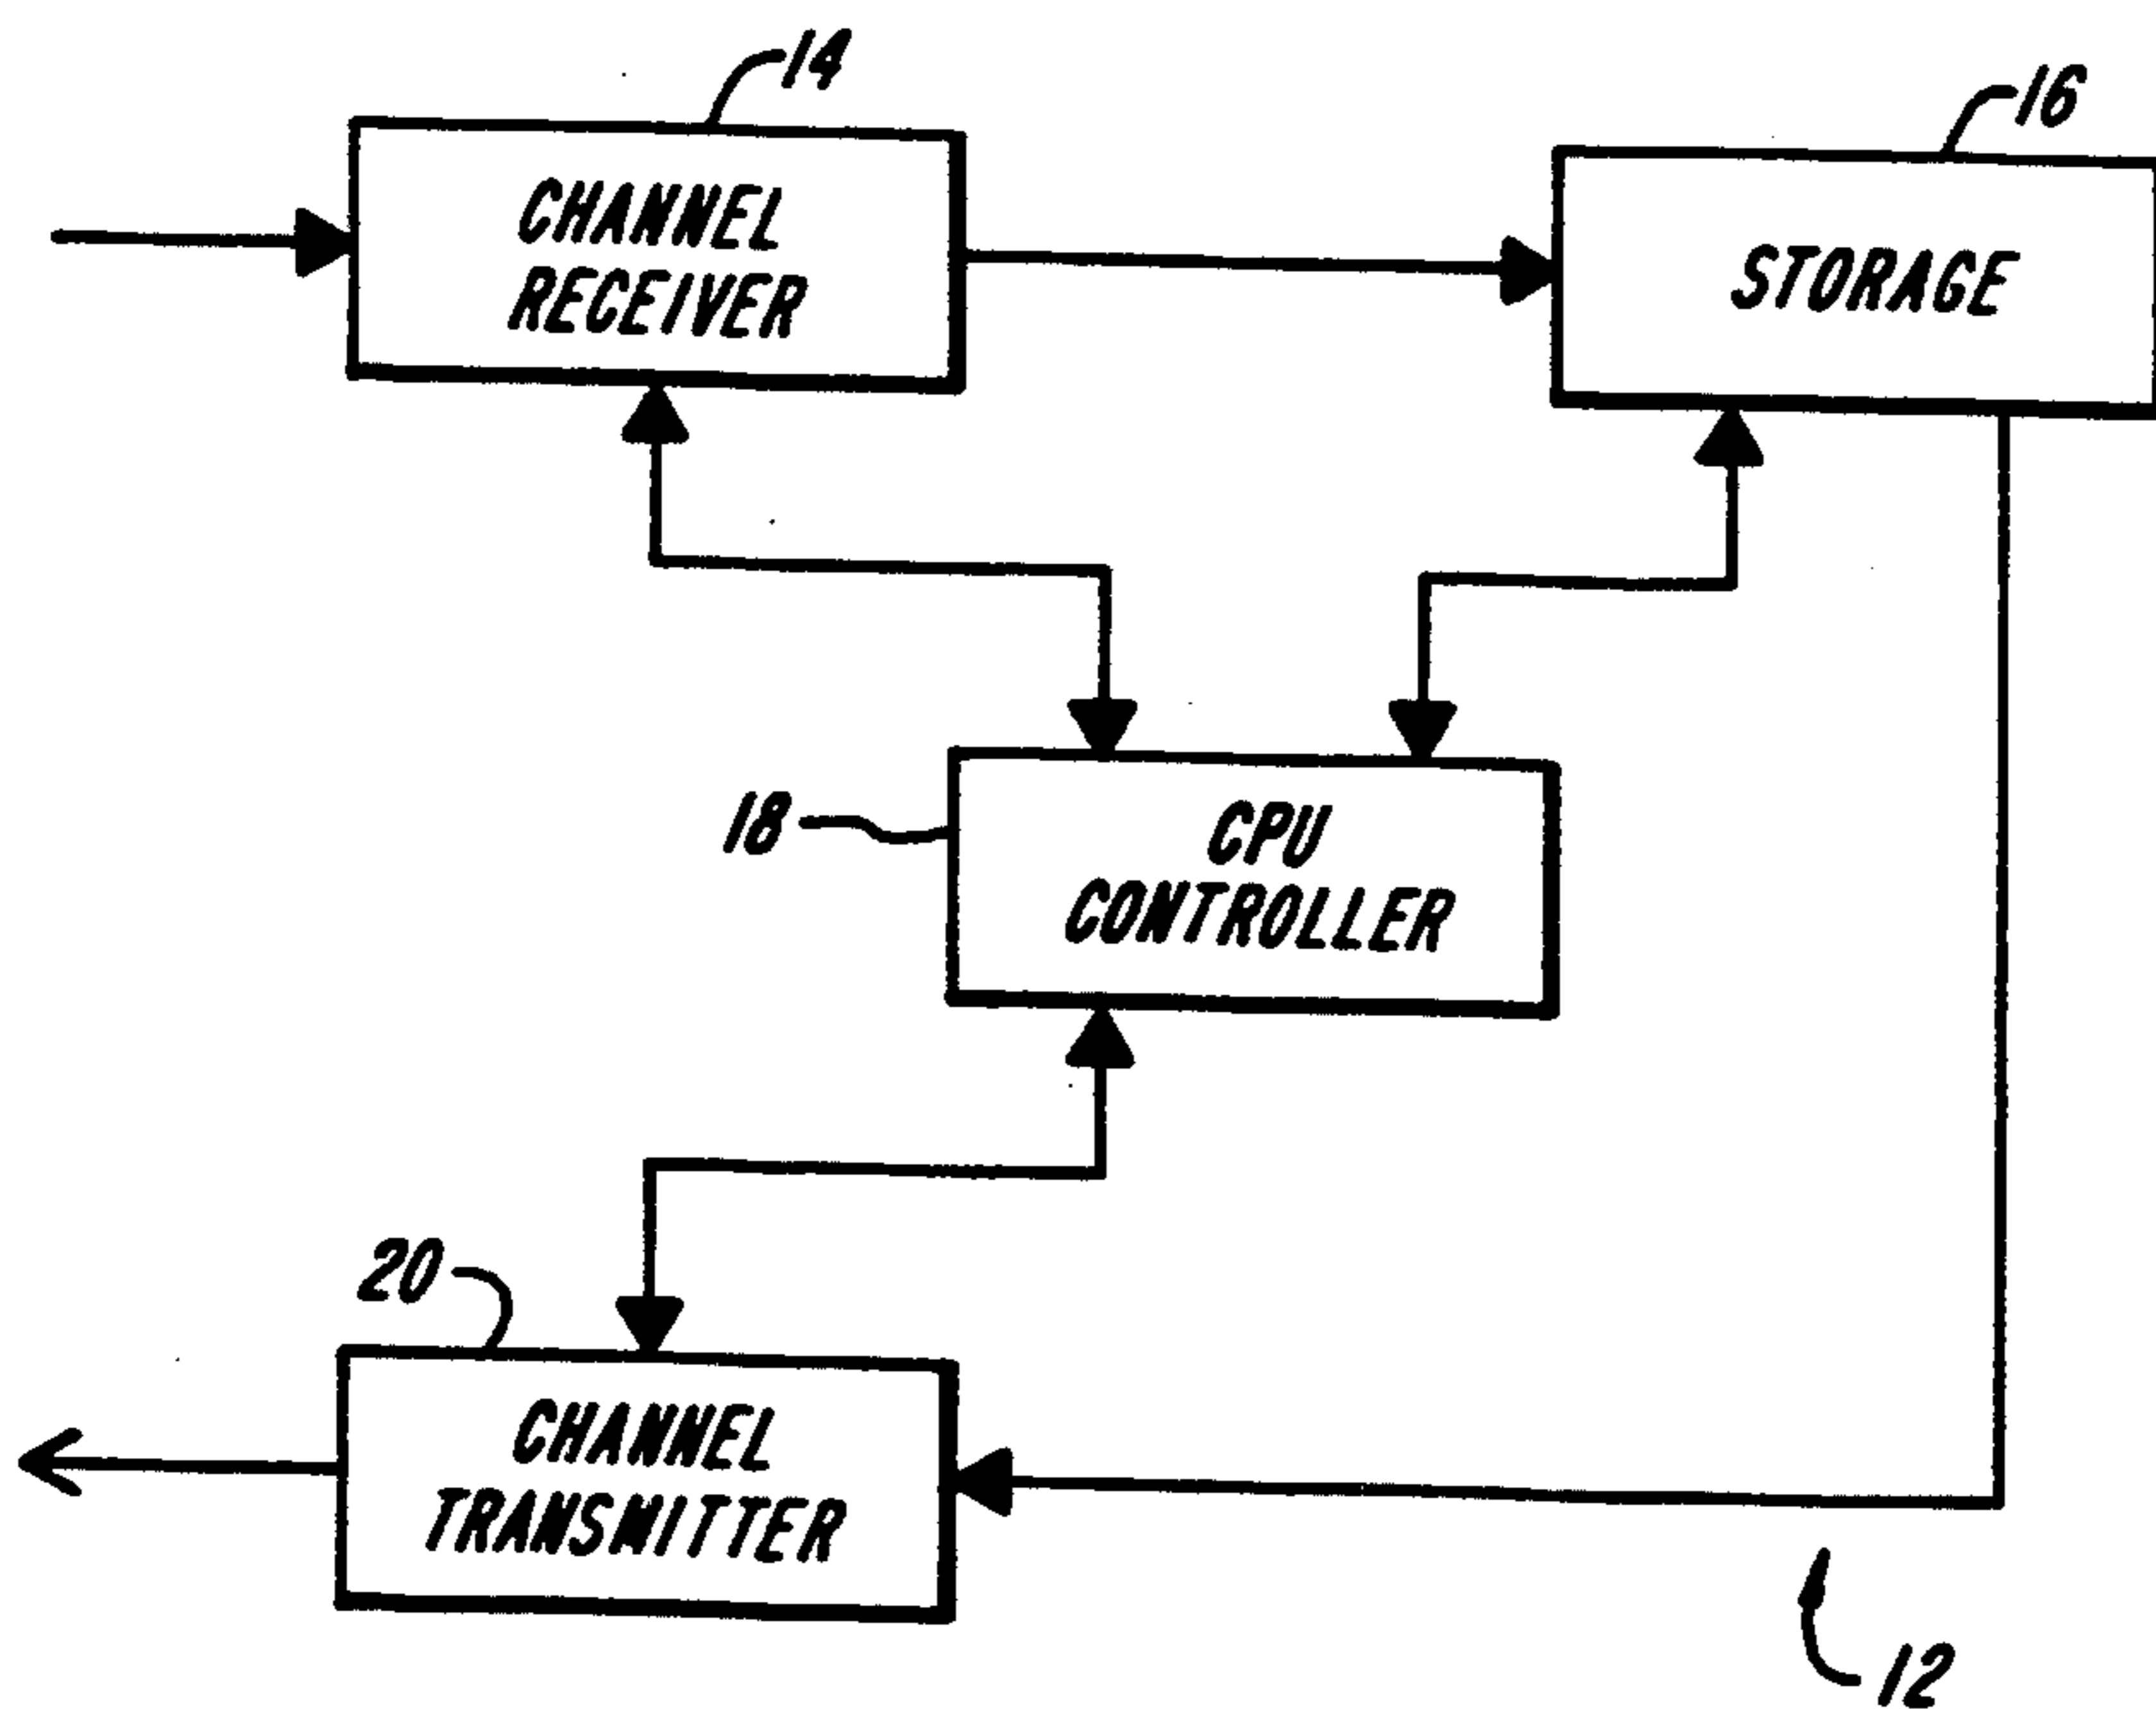 14
16
CHANNEL
RECEIVER
STORAGE
18
CPU
CONTROLLER
20
CHANNEL
TRANSMITTER
12